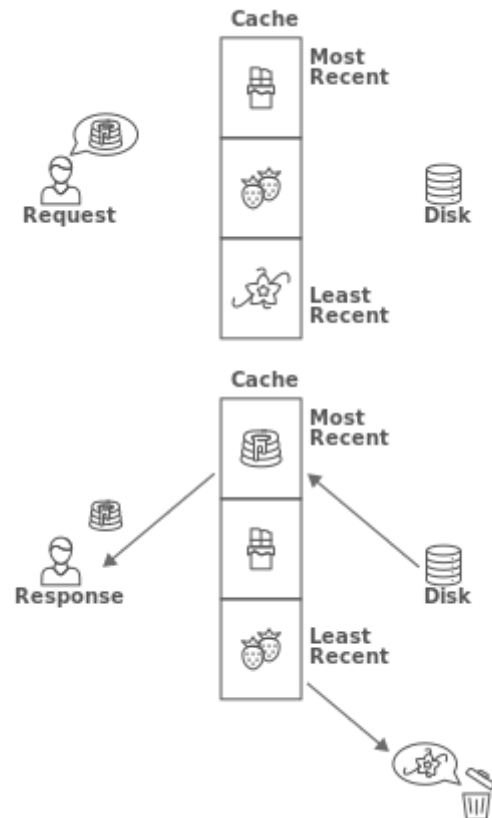 Cache
Most
Recent
Request
Disk
Least
Recent
Cache
Most
Recent
Response
Disk
Least
Recent